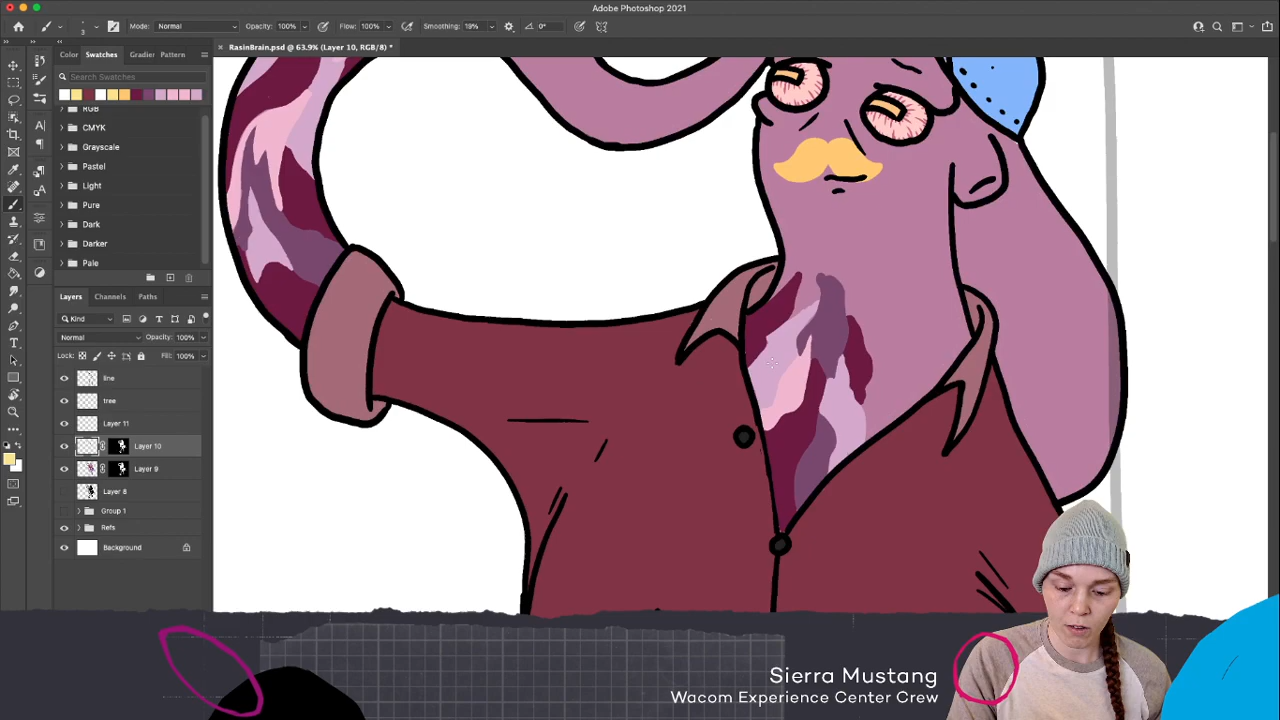 Adobe Photoshop 2021
3
Mode: Normal
Opacity: 100%
Flow: 100%
Smoothing: 19%
0°
RasinBrain.psd @ 63.9% (Layer 10, RGB/8) *
Color
Swatches
Gradier
Pattern
Search Swatches
RGB
CMYK
Grayscale
Pastel
Light
Pure
Dark
Darker
Pale
Layers
Channels
Paths
Kind
Normal
Opacity: 100%
Lock:
Fill: 100%
line
tree
Layer 11
Layer 10
Layer 9
Layer 8
Group 1
Refs
Background
Sierra Mustang
Wacom Experience Center Crew